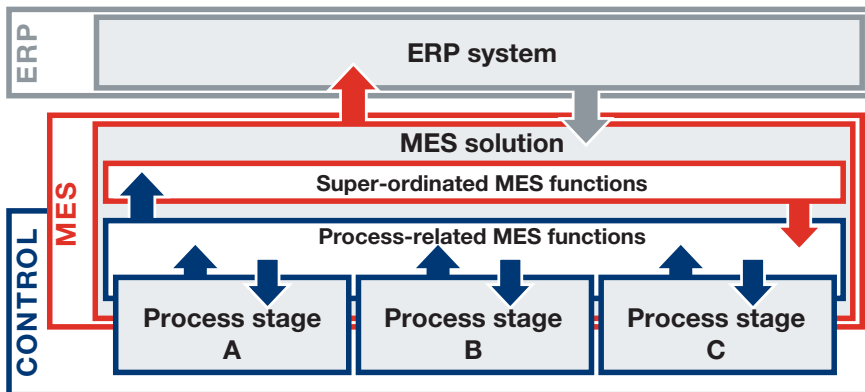 ERP
ERP system
MES
MES solution
Super-ordinated MES functions
CONTROL
Process-related MES functions
Process stage
A
Process stage
B
Process stage
C